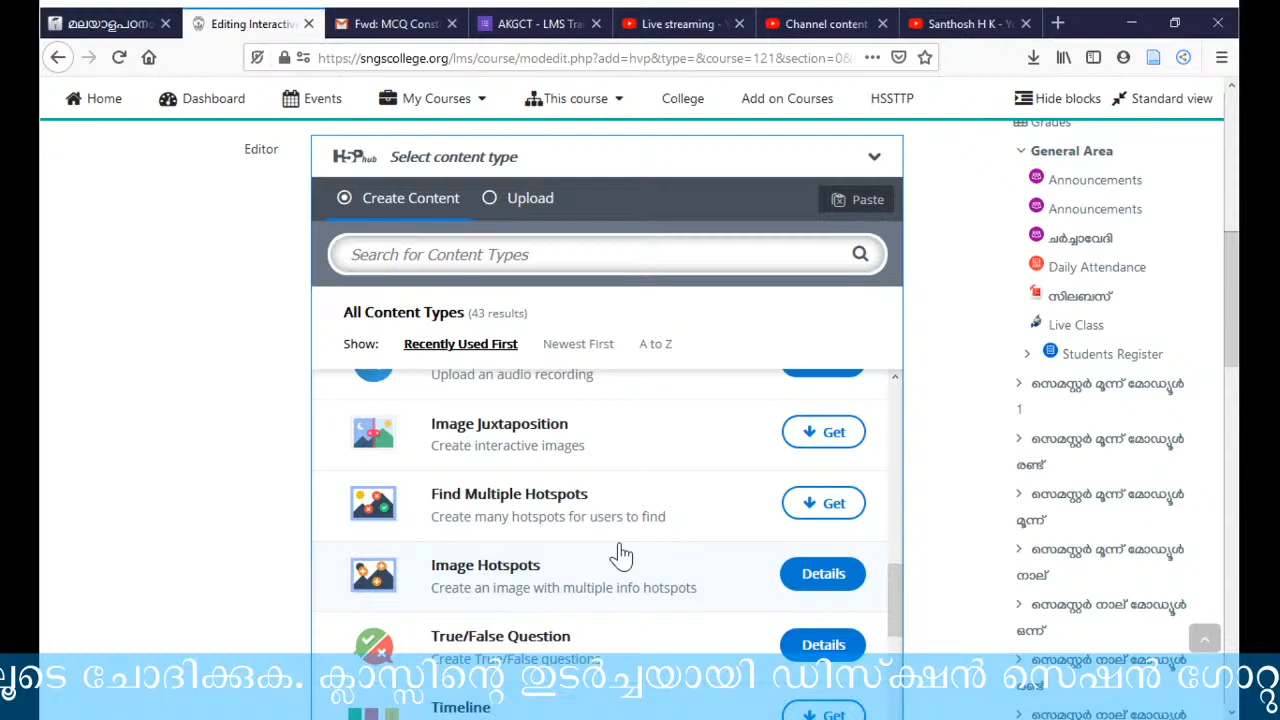 മലയാളപഠന
Editing Interactiv
Fwd: MCQ Const
AKGCT - LMS Tra
Live streaming -
Channel content
Santhosh H K - Y
https://sngscollege.org/lms/course/modedit.php?add=hvp&type=&course=121&section=0&
Home
Dashboard
Events
My Courses
This course
College
Add on Courses
HSSTTP
Hide blocks
Standard view
Editor
H5P hub
Select content type
Create Content
Upload
Paste
Search for Content Types
All Content Types (43 results)
Show:
Recently Used First
Newest First
A to Z
Upload an audio recording
Image Juxtaposition
Create interactive images
Get
Find Multiple Hotspots
Create many hotspots for users to find
Get
Image Hotspots
Create an image with multiple info hotspots
Details
True/False Question
Create True/False question
Details
Timeline
Get
Grades
General Area
Announcements
Announcements
ചർച്ചാവേദി
Daily Attendance
സിലബസ്
Live Class
Students Register
സെമസ്റ്റർ മൂന്ന് മോഡ്യൂൾ
1
സെമസ്റ്റർ മൂന്ന് മോഡ്യൂൾ
രണ്ട്
സെമസ്റ്റർ മൂന്ന് മോഡ്യൂൾ
മൂന്ന്
സെമസ്റ്റർ മൂന്ന് മോഡ്യൂൾ
നാല്
സെമസ്റ്റർ നാല് മോഡ്യൂൾ
ഒന്ന്
സെമസ്റ്റർ നാല് മോഡ്യൂൾ
ലൂടെ ചോദിക്കുക. ക്ലാസ്സിന്റെ തുടർച്ചയായി ഡിസ്ക്ഷൻ സെഷൻ